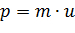 p = m · u